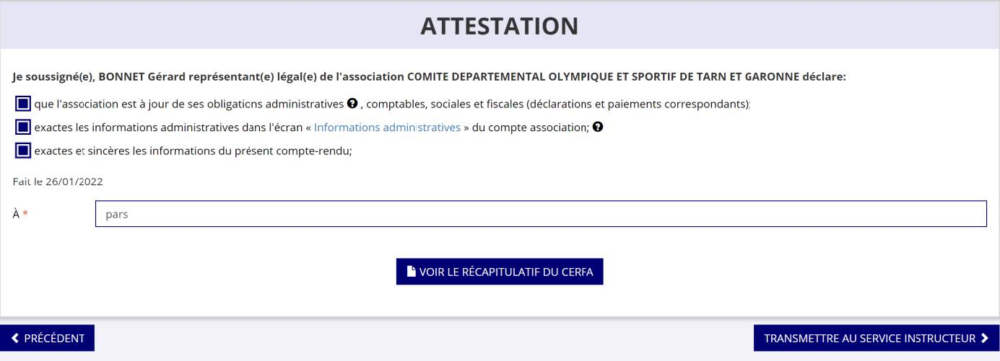 ATTESTATION
Je soussigné(e), BONNET Gérard représentant(e) légal(e) de l'association COMITE DEPARTEMENTAL OLYMPIQUE ET SPORTIF DE TARN ET GARONNE déclare:
que l'association est à jour de ses obligations administratives ? , comptables, sociales et fiscales (déclarations et paiements correspondants);
exactes les informations administratives dans l'écran « Informations administratives » du compte association; ?
exactes et sincères les informations du présent compte-rendu;
Fait le 26/01/2022
À * pars
VOIR LE RÉCAPITULATIF DU CERFA
PRÉCÉDENT
TRANSMETTRE AU SERVICE INSTRUCTEUR